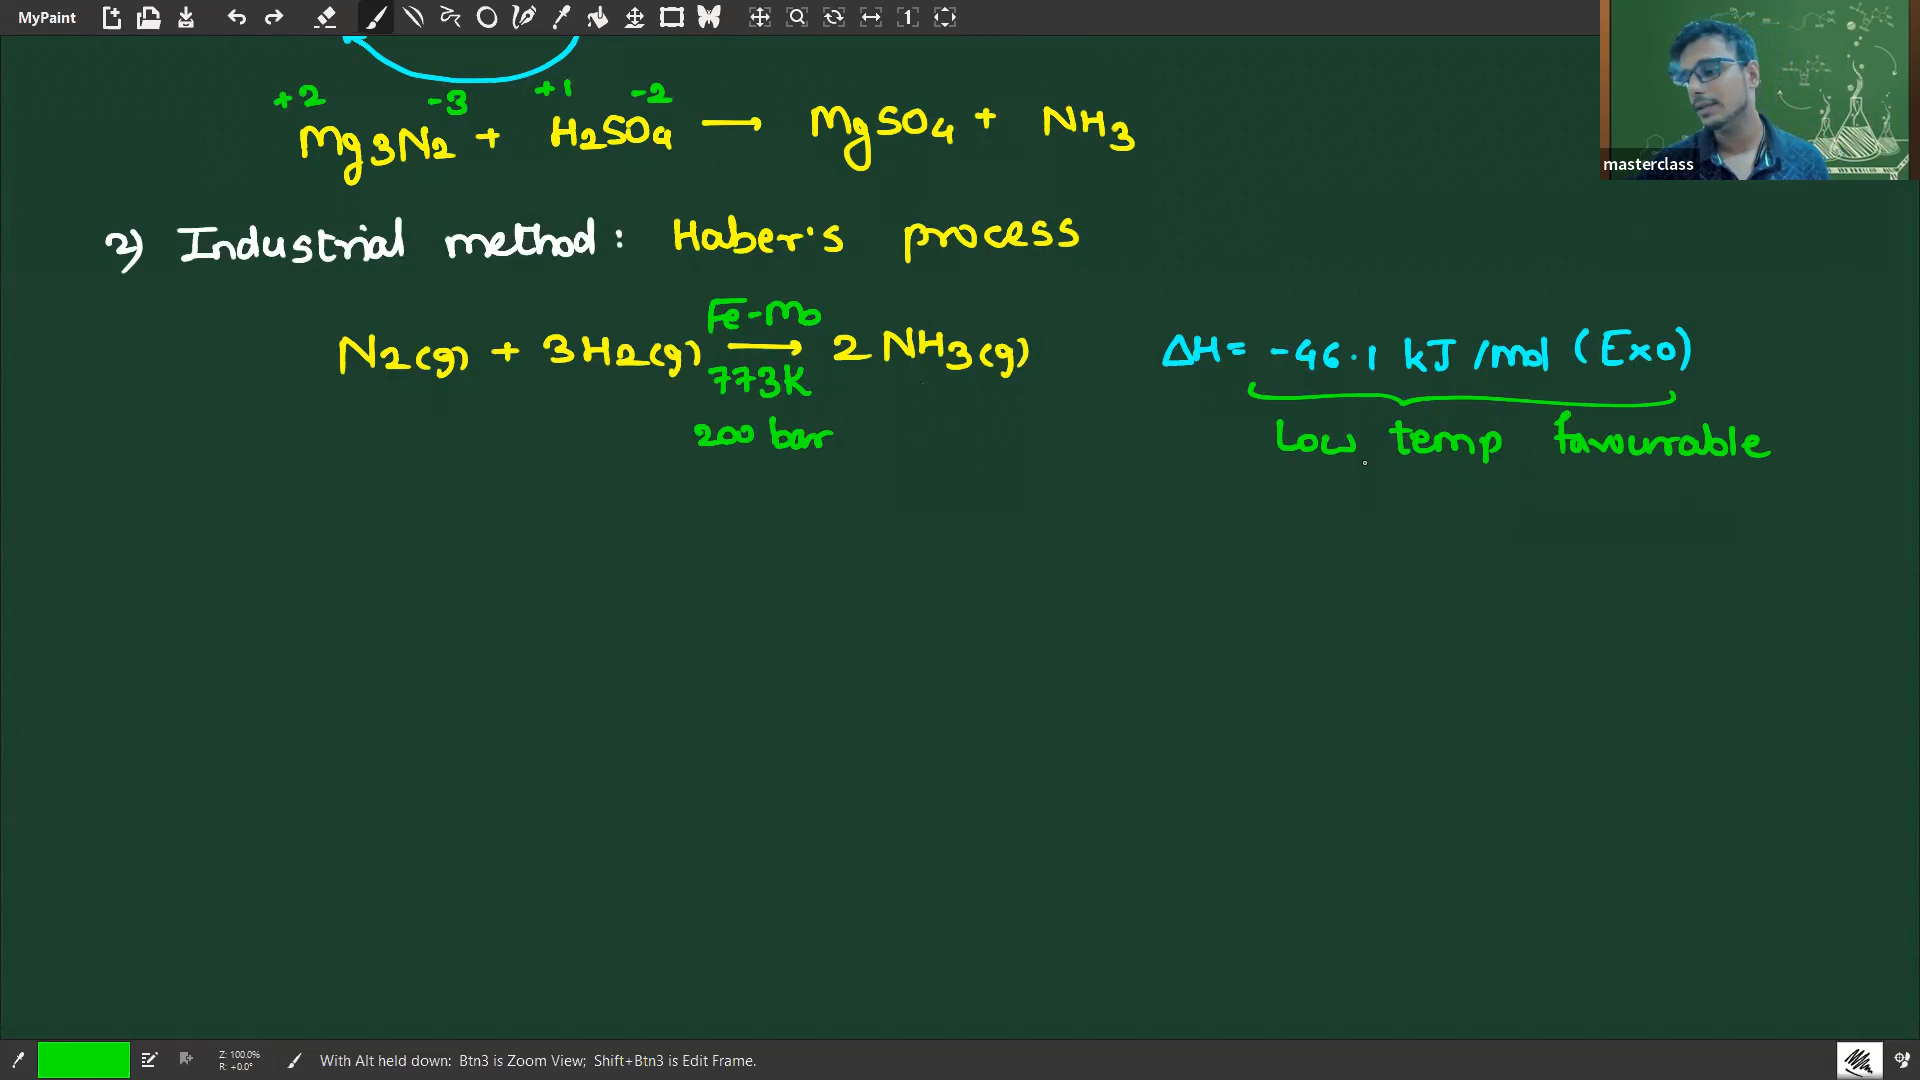 MyPaint
+2 -3 +1 -2
Mg3N2 + H2SO4 → MgSO4 + NH3
masterclass
2) Industrial method: Haber's process
Fe-Mo
N2(g) + 3H2(g) → 2NH3(g) ΔH= -46.1 kJ/mol (Exo)
773K
200 bar Low temp favourrable
Z: 100.0%
R: +0.0°
With Alt held down: Btn3 is Zoom View; Shift+Btn3 is Edit Frame.